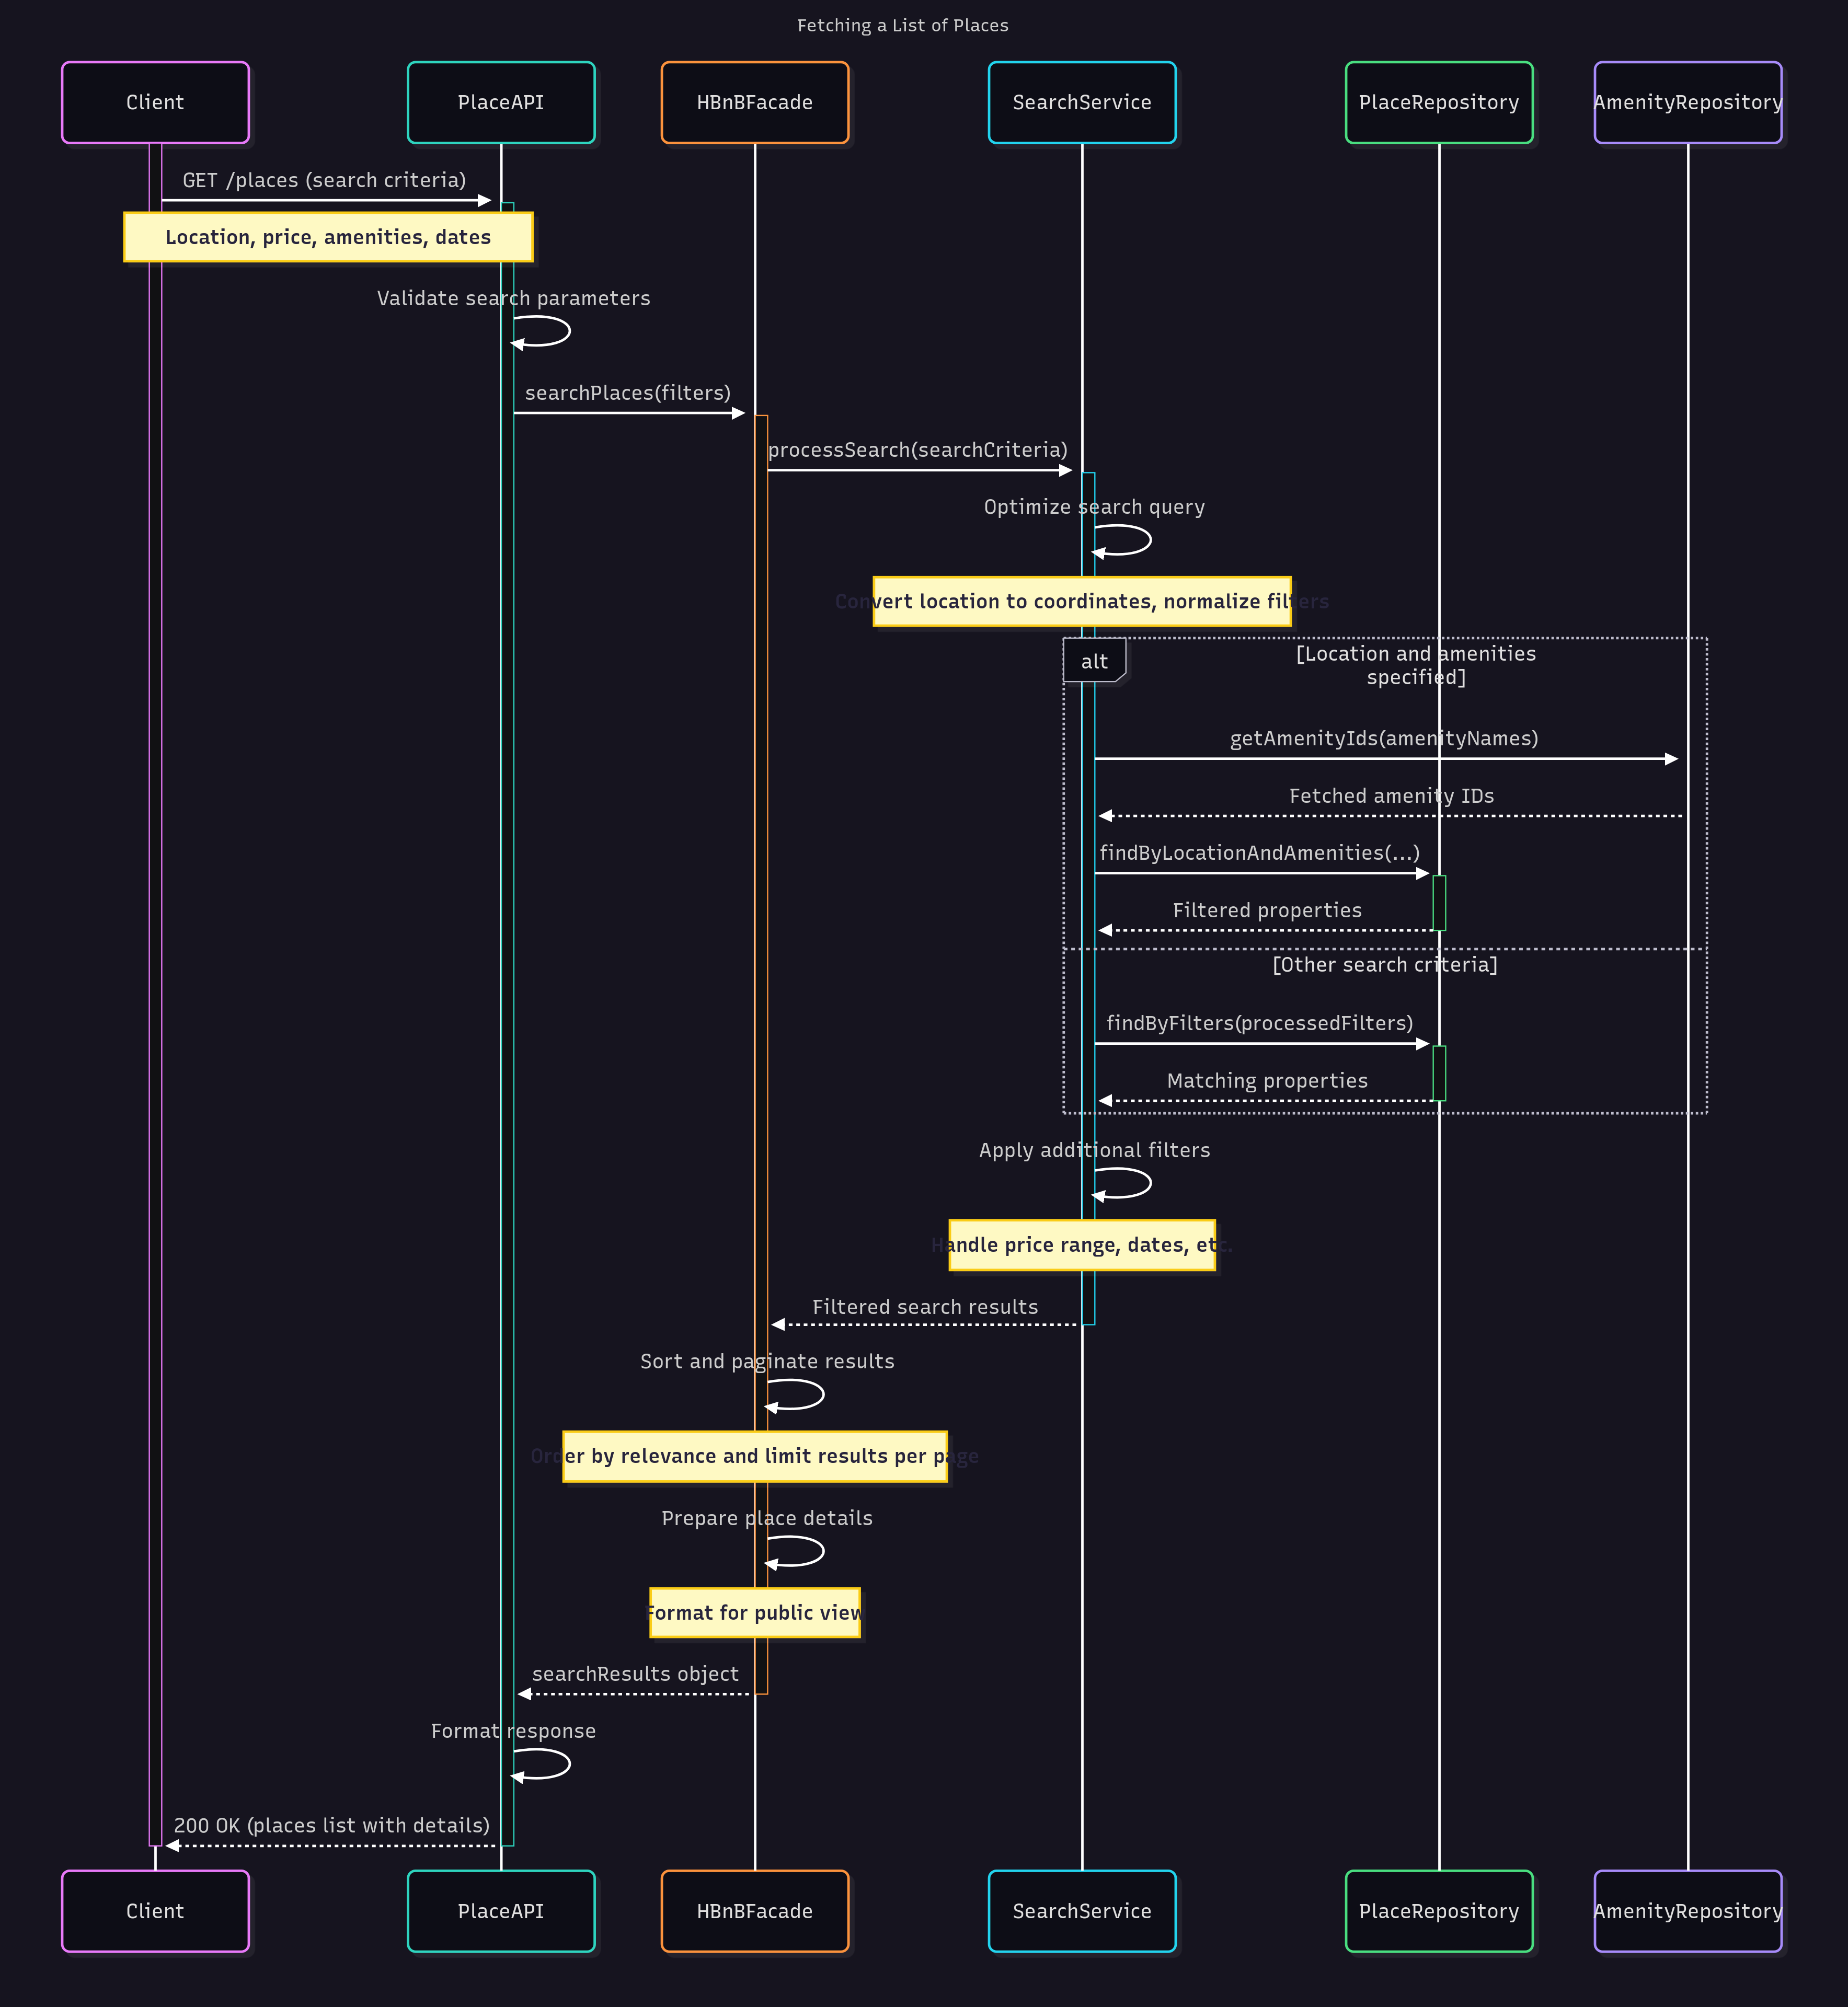 Fetching a List of Places
Client
PlaceAPI
HBnBFacade
SearchService
PlaceRepository
AmenityRepository
GET /places (search criteria)
Location, price, amenities, dates
Validate search parameters
searchPlaces(filters)
processSearch(searchCriteria)
Optimize search query
Convert location to coordinates, normalize filters
alt
[Location and amenities
specified]
getAmenityIds(amenityNames)
Fetched amenity IDs
findByLocationAndAmenities(...)
Filtered properties
[Other search criteria]
findByFilters(processedFilters)
Matching properties
Apply additional filters
Handle price range, dates, etc.
Filtered search results
Sort and paginate results
Order by relevance and limit results per page
Prepare place details
Format for public view
searchResults object
Format response
200 OK (places list with details)
Client
PlaceAPI
HBnBFacade
SearchService
PlaceRepository
AmenityRepository